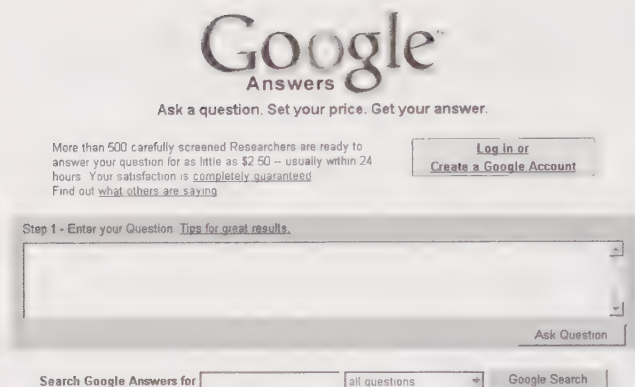 Google™
Answers
Ask a question. Set your price. Get your answer.
More than 500 carefully screened Researchers are ready to
answer your question for as little as $2 50 – usually within 24
hours Your satisfaction is completely guaranteed
Find out what others are saying
Log in or
Create a Google Account
Step 1 - Enter your Question. Tips for great results.
Ask Question
Search Google Answers for all questions Google Search